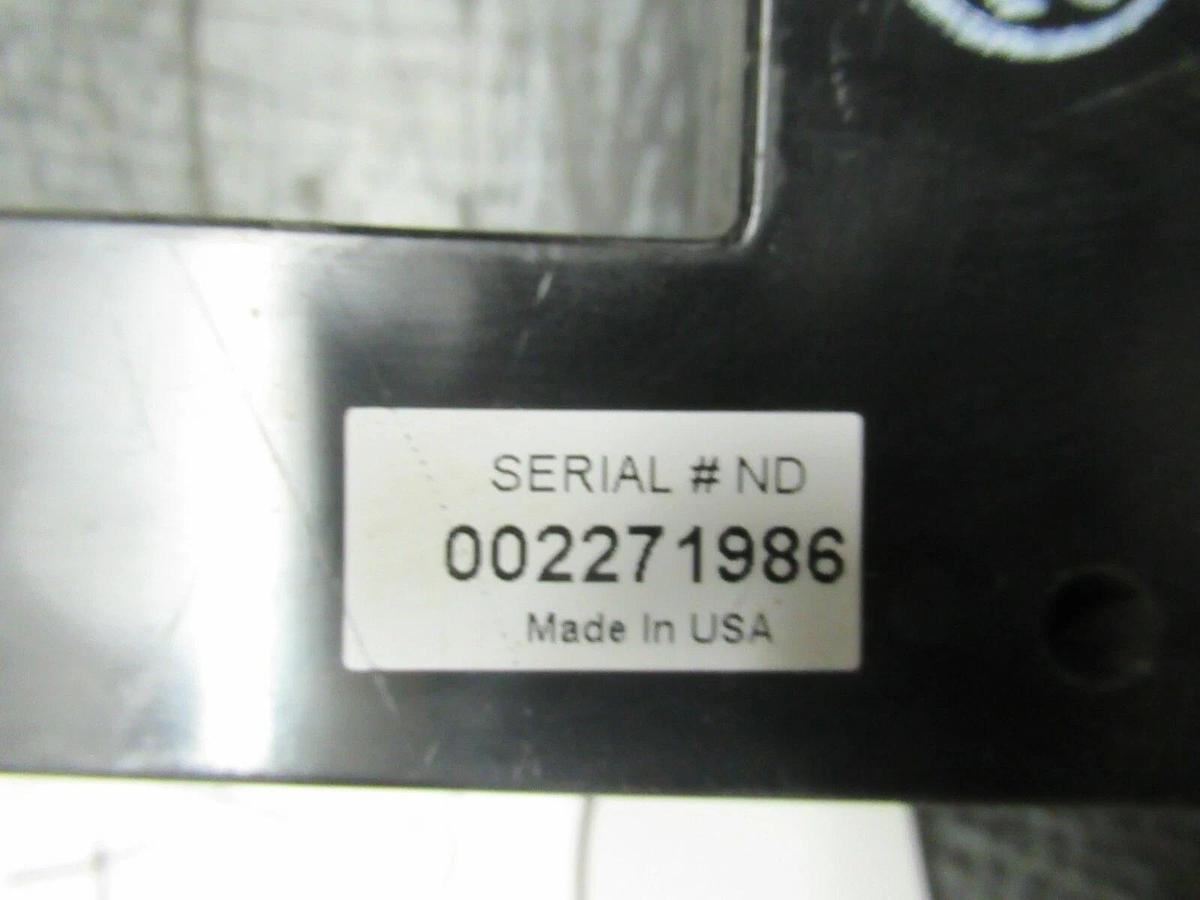 SERIAL # ND
002271986
Made In USA